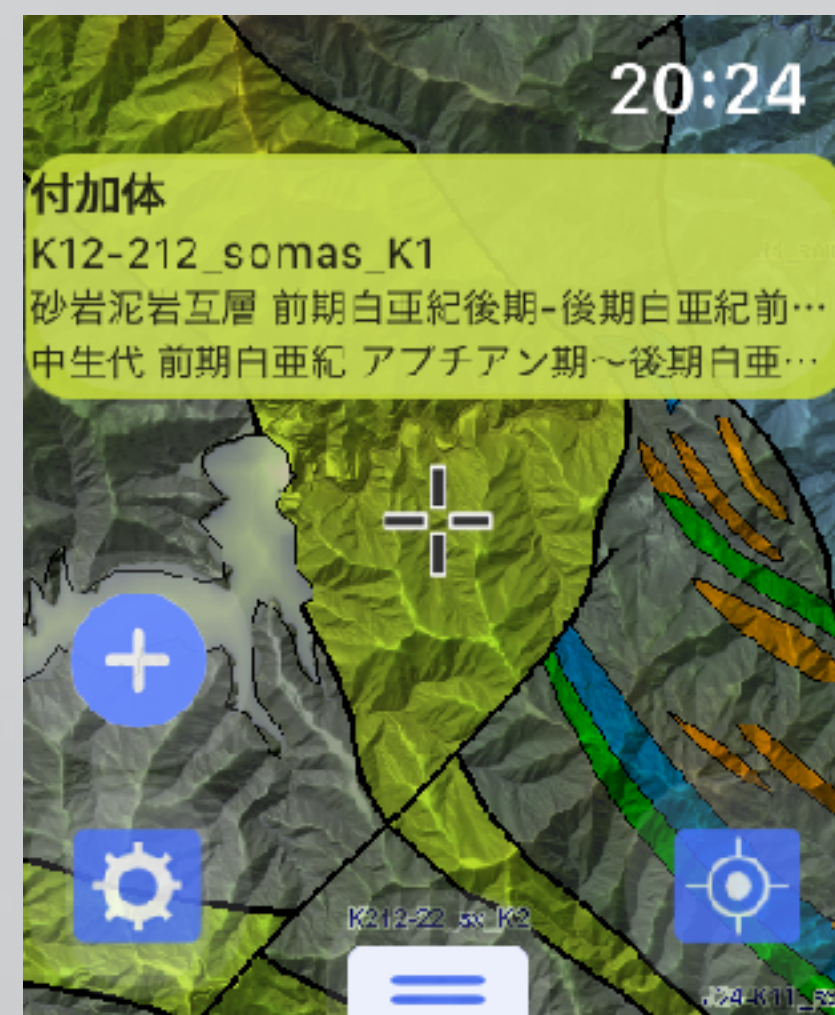 20:24
付加体
K12-212_somas_K1
砂岩泥岩互層 前期白亜紀後期-後期白亜紀前…
中生代 前期白亜紀 アプチアン期～後期白亜…
K212-22_sx_K2